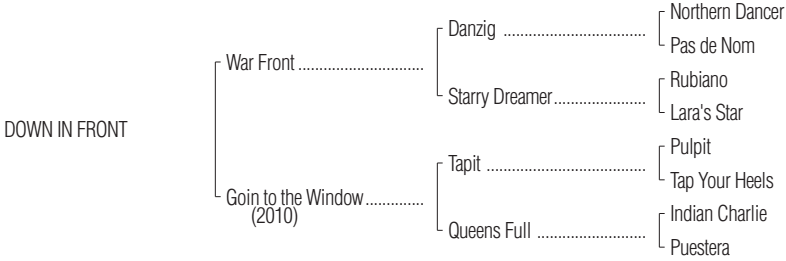 Northern Dancer
Danzig ..................................
Pas de Nom
War Front ..............................
Rubiano
Starry Dreamer......................
Lara's Star
DOWN IN FRONT
Pulpit
Tapit ......................................
Tap Your Heels
Goin to the Window ..............
(2010)
Indian Charlie
Queens Full ..........................
Puestera